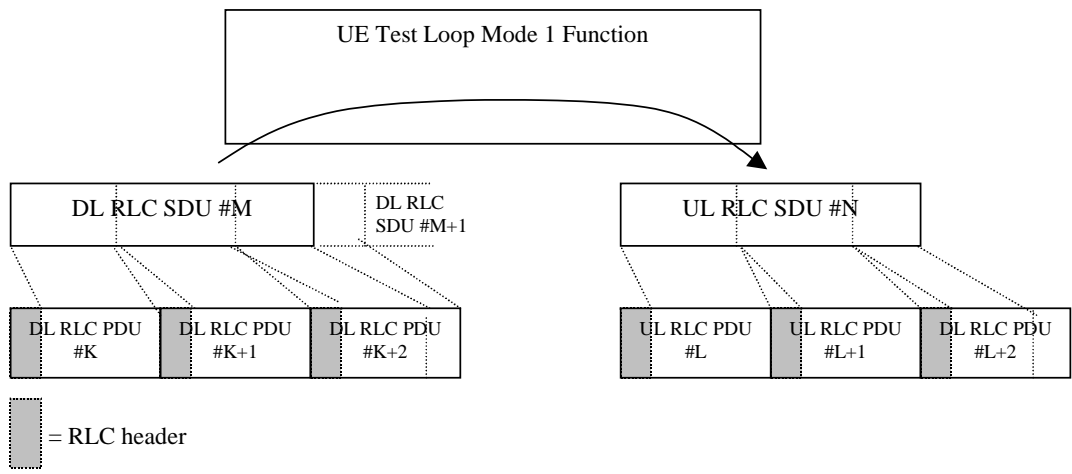 UE Test Loop Mode 1 Function
DL RLC SDU #M
DL RLC
SDU #M+1
UL RLC SDU #N
DL RLC PDU
#K
DL RLC PDU
#K+1
DL RLC PDU
#K+2
UL RLC PDU
#L
UL RLC PDU
#L+1
DL RLC PDU
#L+2
= RLC header